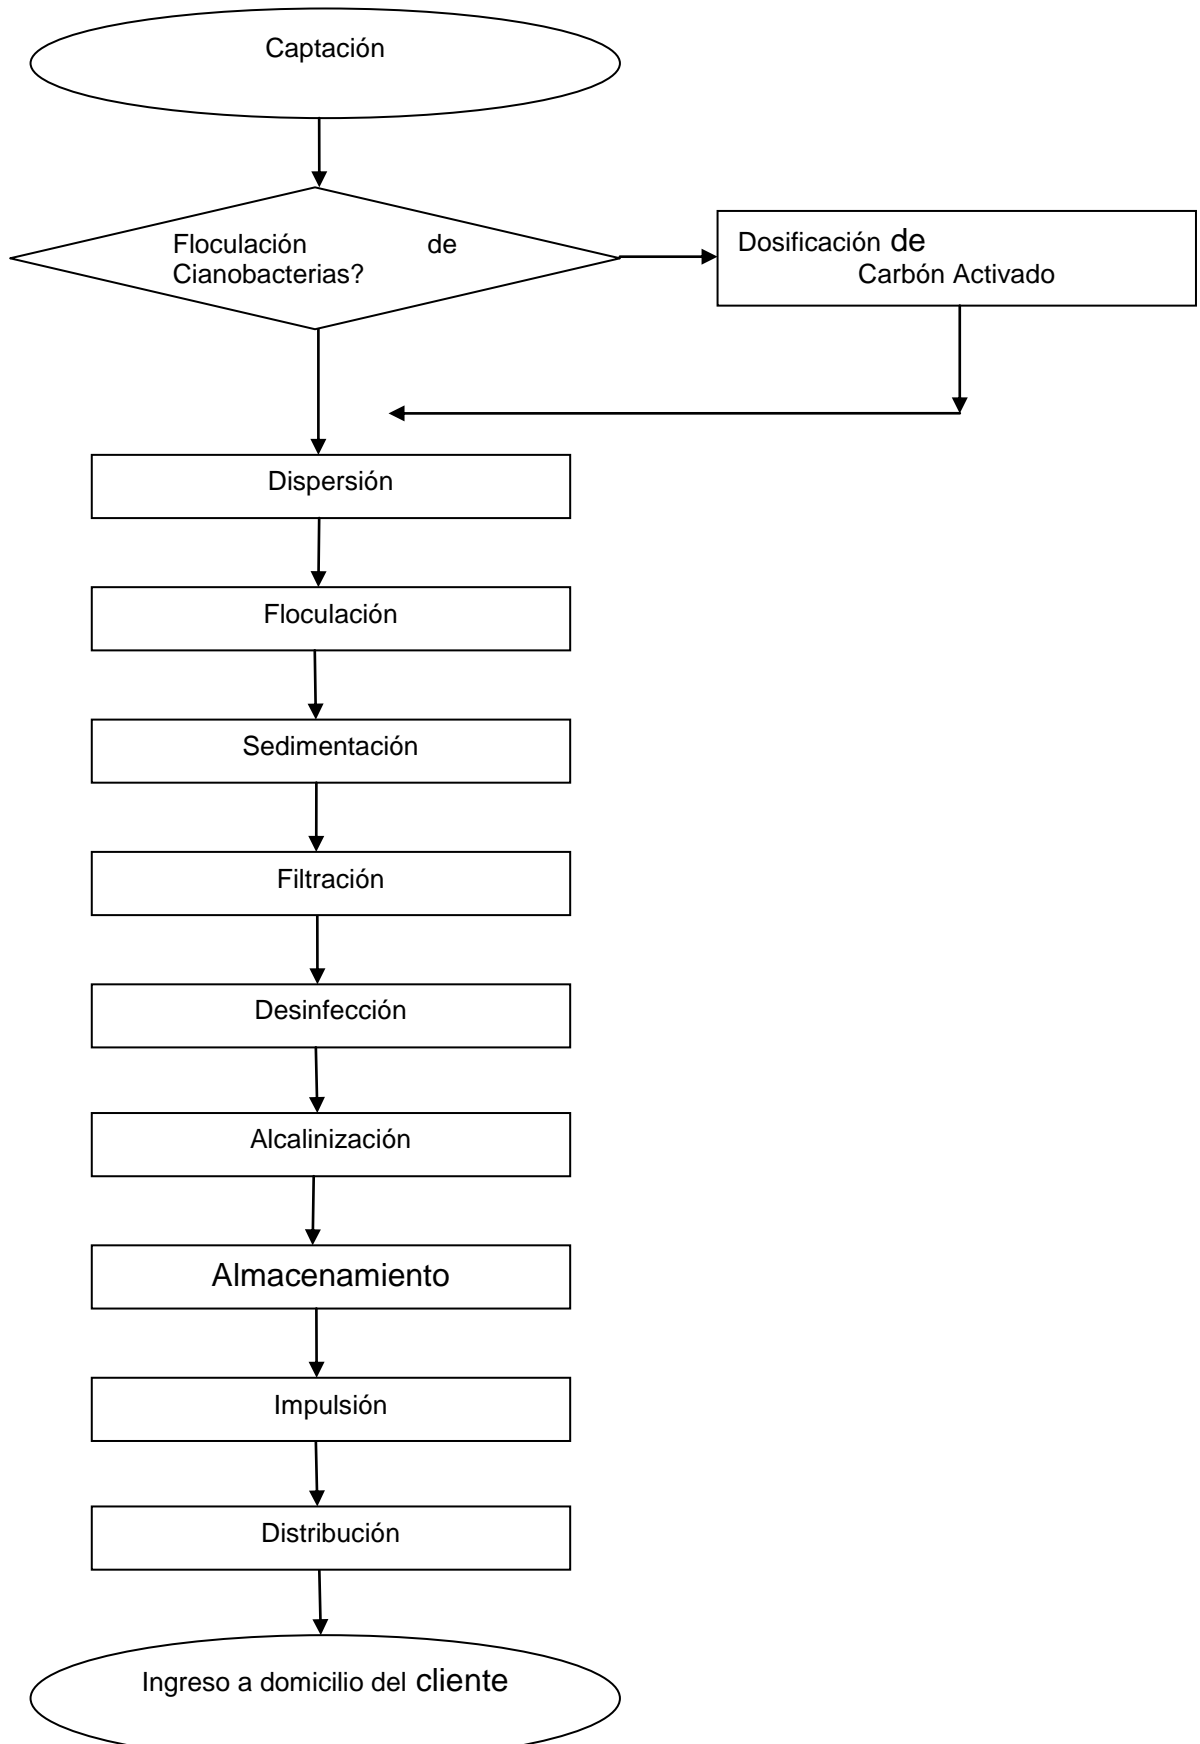 Captación
Floculación de
Cianobacterias?
Dosificación de
Carbón Activado
Dispersión
Floculación
Sedimentación
Filtración
Desinfección
Alcalinización
Almacenamiento
Impulsión
Distribución
Ingreso a domicilio del cliente